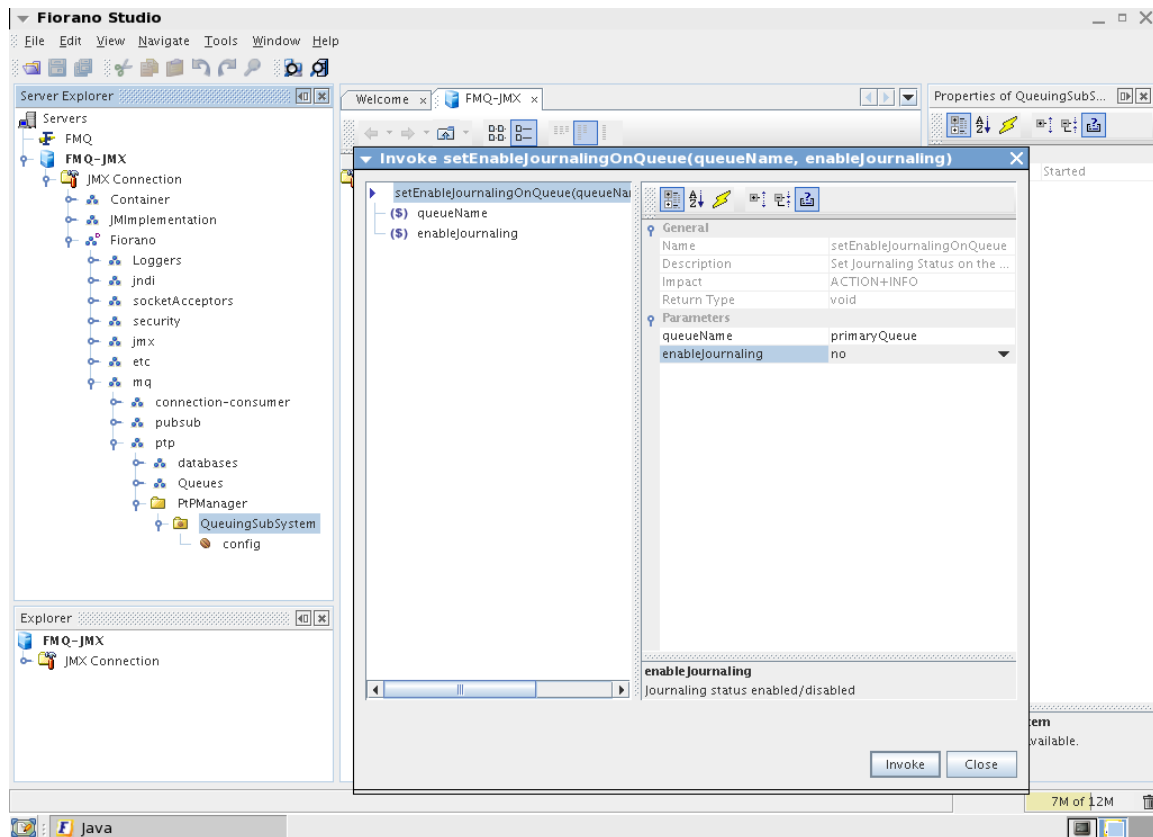 Fiorano Studio
File Edit View Navigate Tools Window Help
Server Explorer
Servers
FMQ
FMQ-JMX
JMX Connection
Container
JMImplementation
Fiorano
Loggers
jndi
socketAcceptors
security
jmx
etc
mq
connection-consumer
pubsub
ptp
databases
Queues
PtPManager
QueuingSubSystem
config
Explorer
FMQ-JMX
JMX Connection
Welcome FMQ-JMX
Properties of QueuingSubS...
Started
Invoke setEnableJournalingOnQueue(queueName, enableJournaling)
setEnableJournalingOnQueue(queueNa
($) queueName
($) enableJournaling
General
Name setEnableJournalingOnQueue
Description Set Journaling Status on the ...
Impact ACTION+INFO
Return Type void
Parameters
queueName primaryQueue
enableJournaling no
enableJournaling
Journaling status enabled/disabled
Invoke Close
em
vailable.
7M of 12M
Java